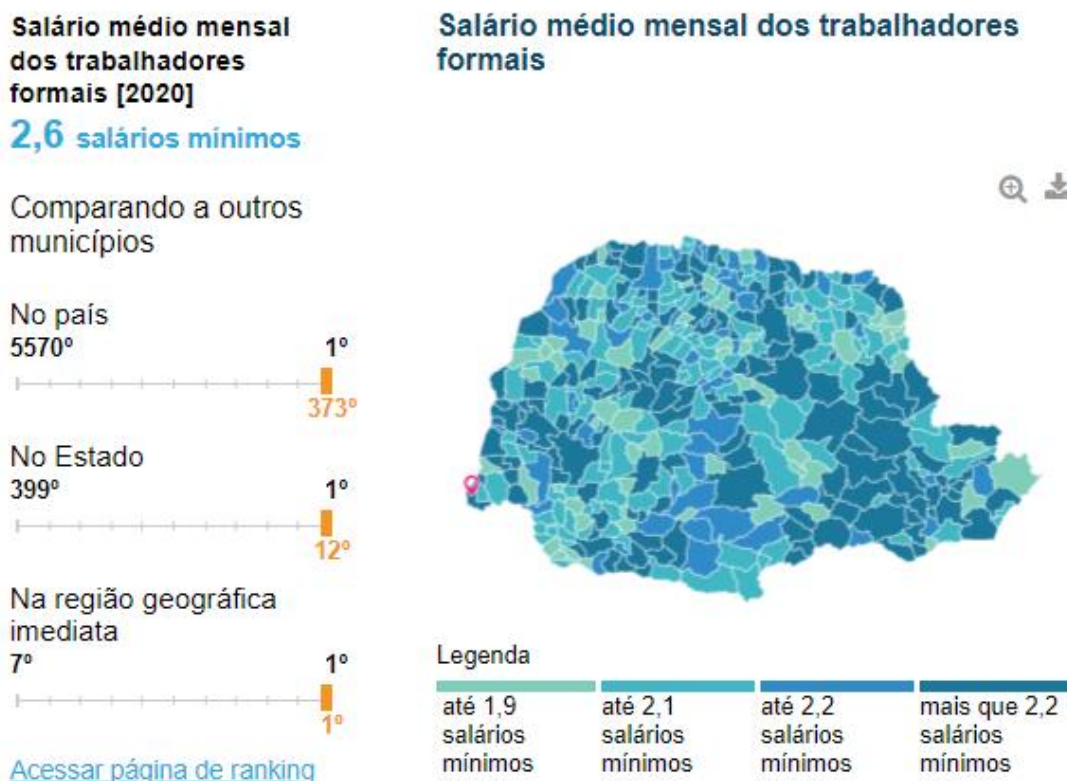 Salário médio mensal
dos trabalhadores
formais [2020]
2,6 salários mínimos
Comparando a outros
municípios
No país
5570º 1º
373º
No Estado
399º 1º
12º
Na região geográfica
imediata
7º 1º
1º
Acessar página de ranking
Salário médio mensal dos trabalhadores
formais
Legenda
até 1,9
salários
mínimos
até 2,1
salários
mínimos
até 2,2
salários
mínimos
mais que 2,2
salários
mínimos